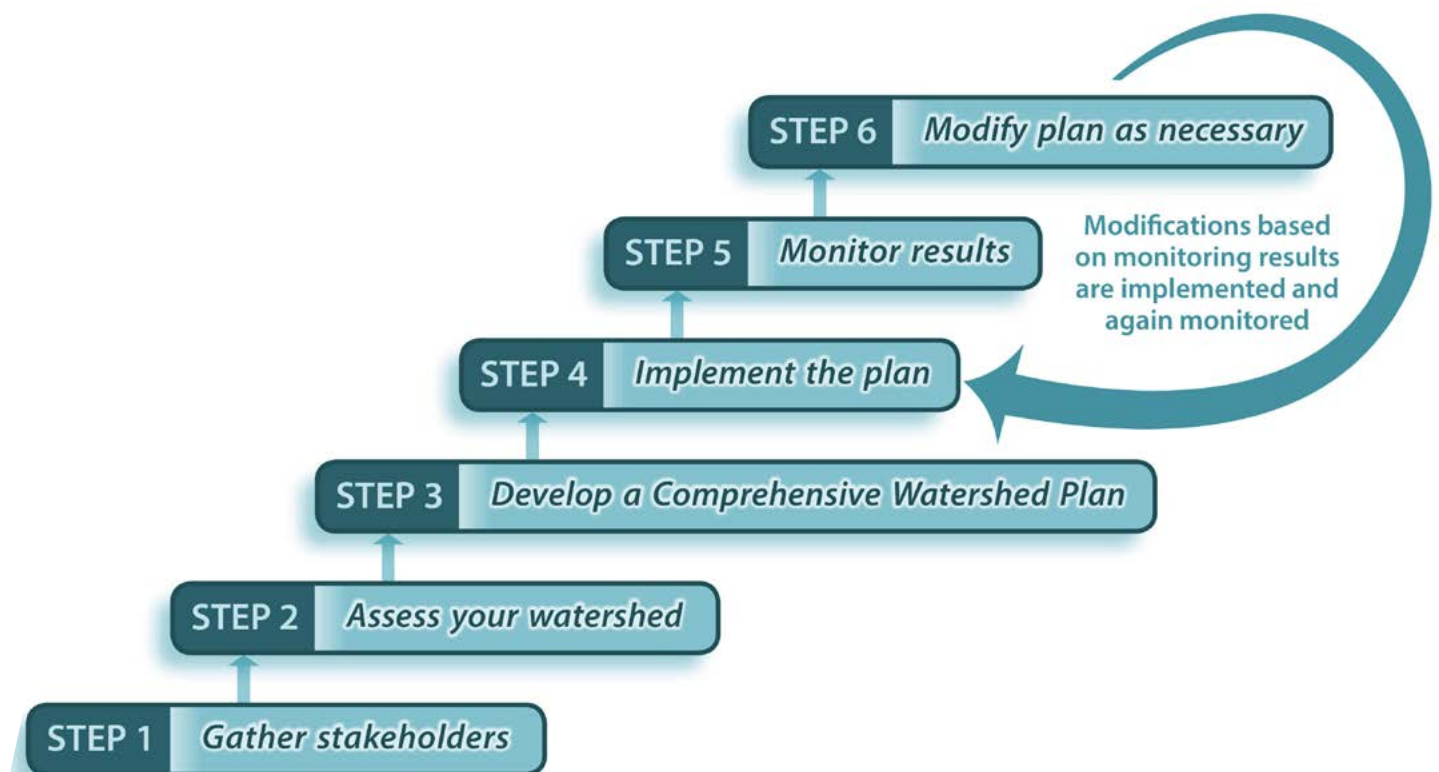 STEP 6 Modify plan as necessary
STEP 5 Monitor results
Modifications based
on monitoring results
are implemented and
again monitored
STEP 4 Implement the plan
STEP 3 Develop a Comprehensive Watershed Plan
STEP 2 Assess your watershed
STEP 1 Gather stakeholders